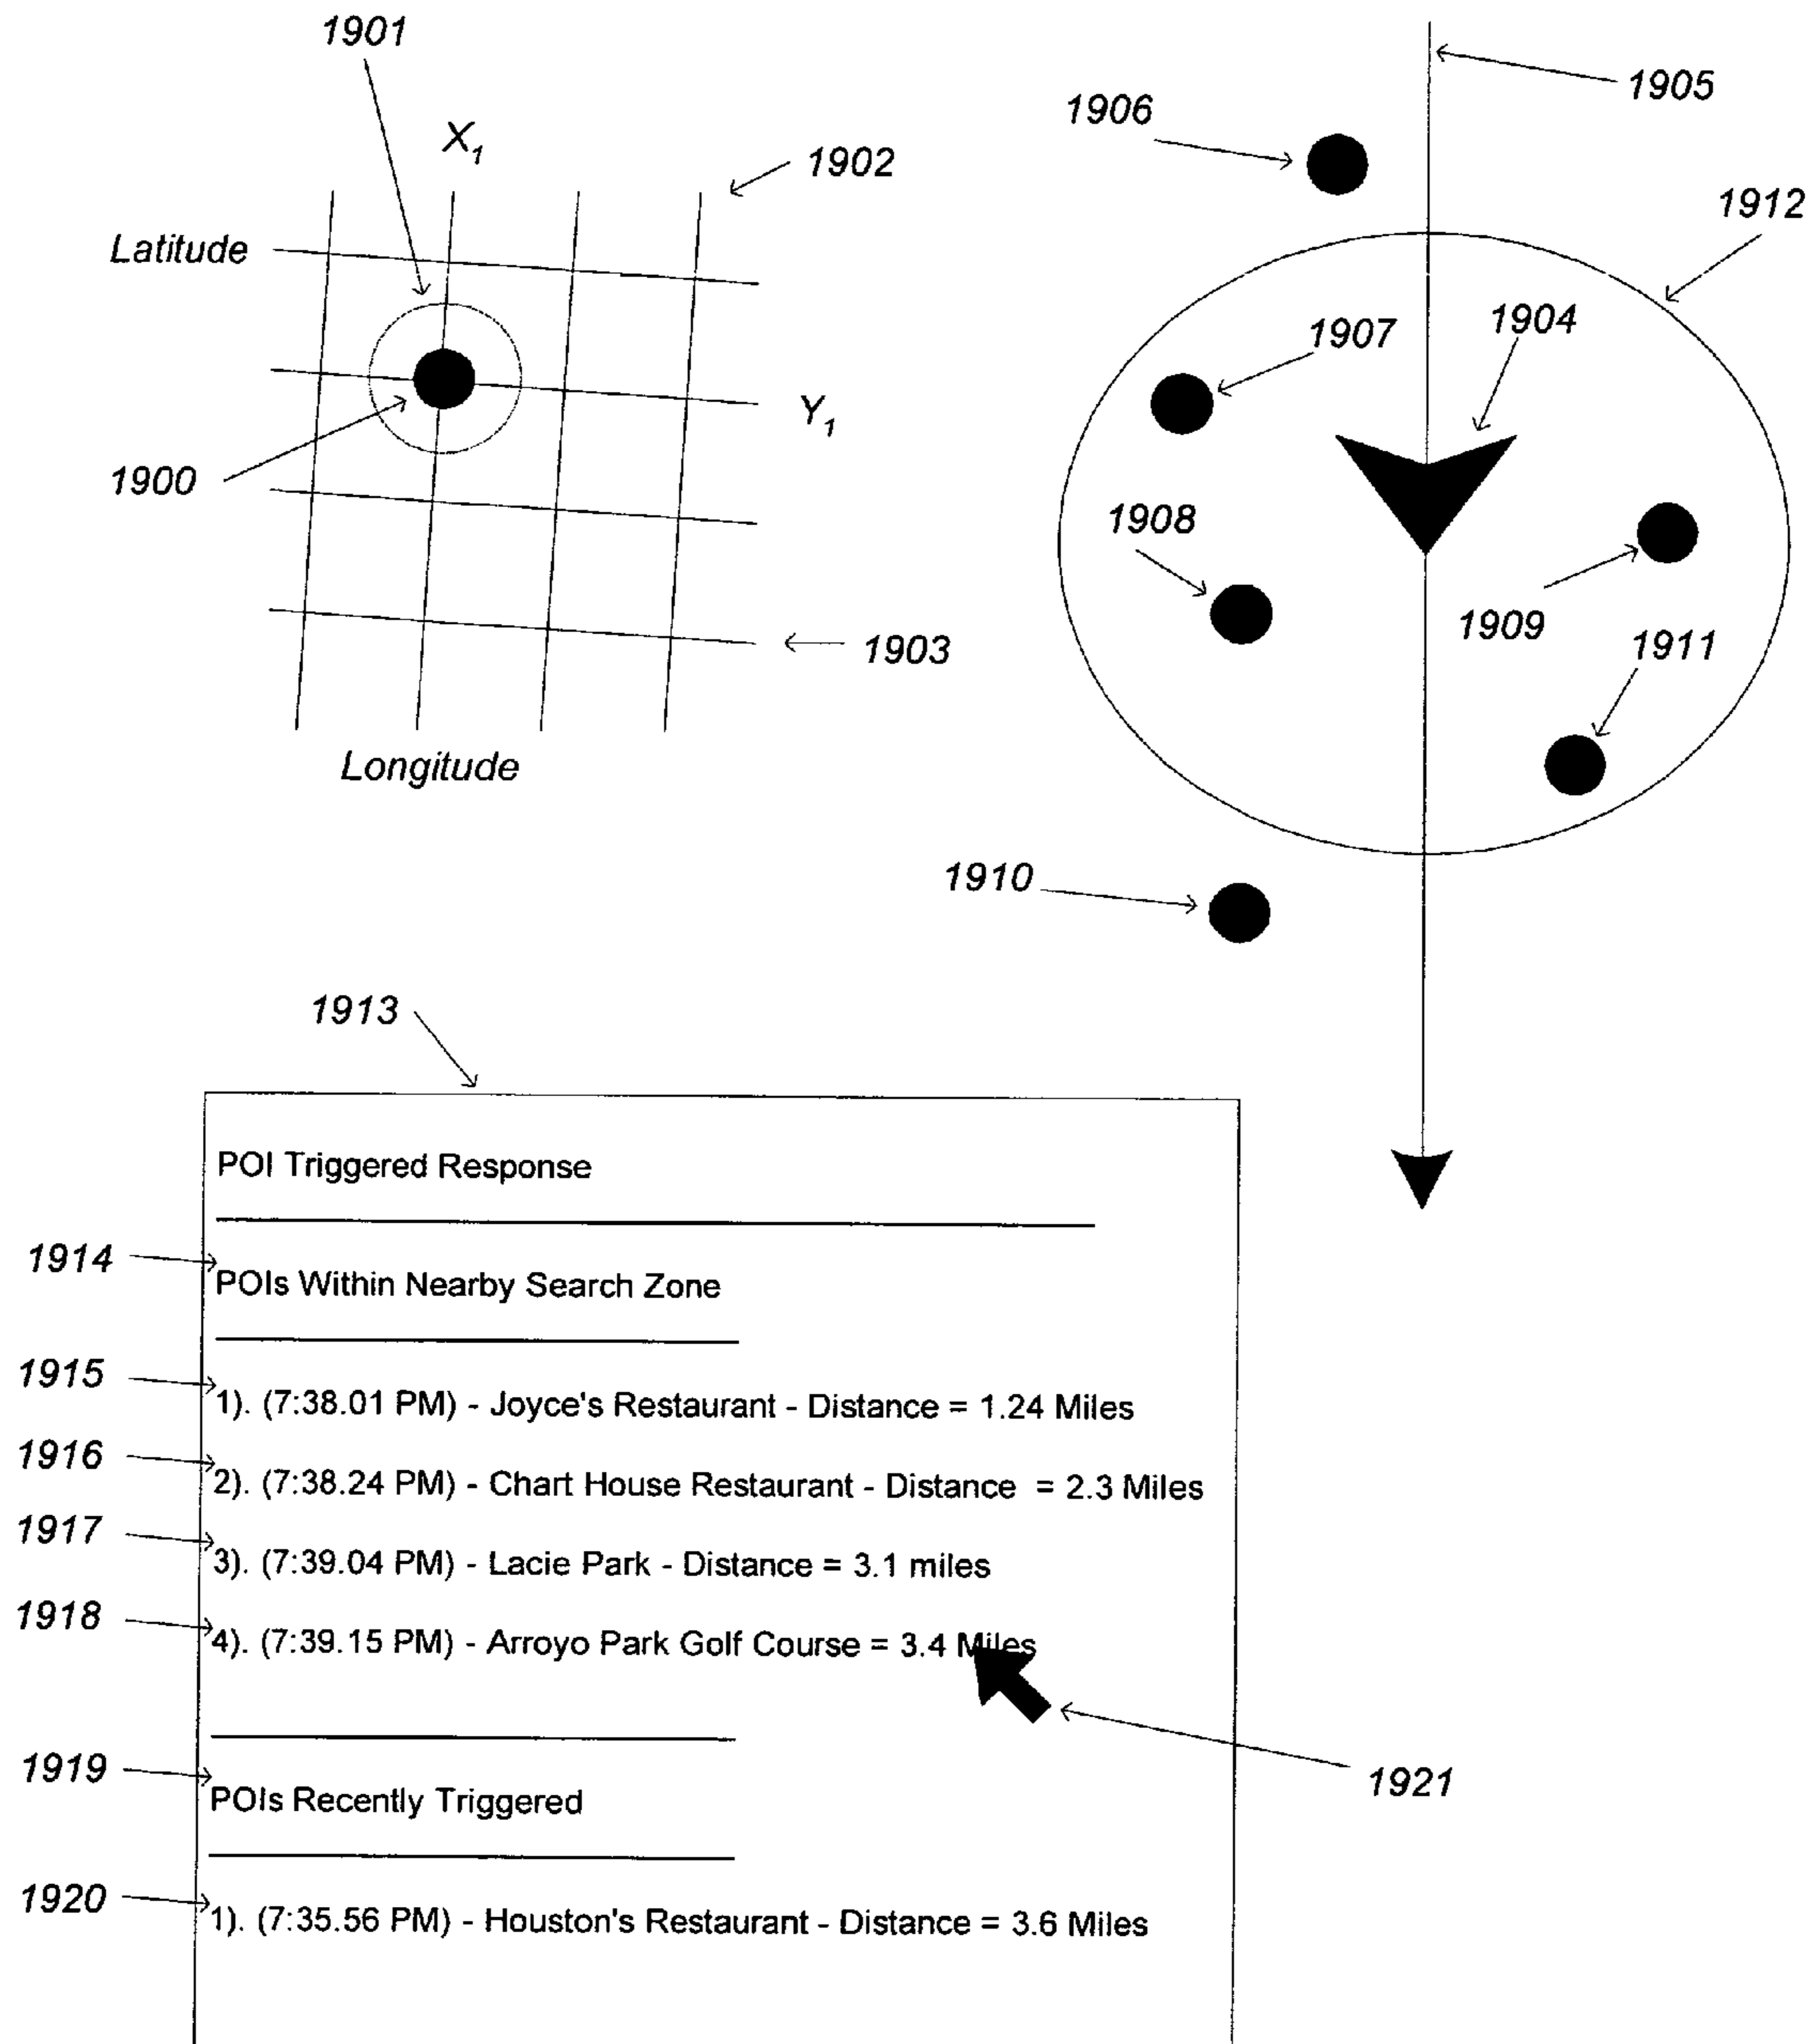 1901
1905
1906
X1
1902
1912
Latitude
1904
1907
Y1
1900
1908
1909
1911
1903
Longitude
1910
1913
POI Triggered Response
1914
POIs Within Nearby Search Zone
1915
1). (7:38.01 PM) - Joyce's Restaurant - Distance = 1.24 Miles
1916
2). (7:38.24 PM) - Chart House Restaurant - Distance = 2.3 Miles
1917
3). (7:39.04 PM) - Lacie Park - Distance = 3.1 miles
1918
4). (7:39.15 PM) - Arroyo Park Golf Course = 3.4 Miles
1919
1921
POIs Recently Triggered
1920
1). (7:35.56 PM) - Houston's Restaurant - Distance = 3.6 Miles